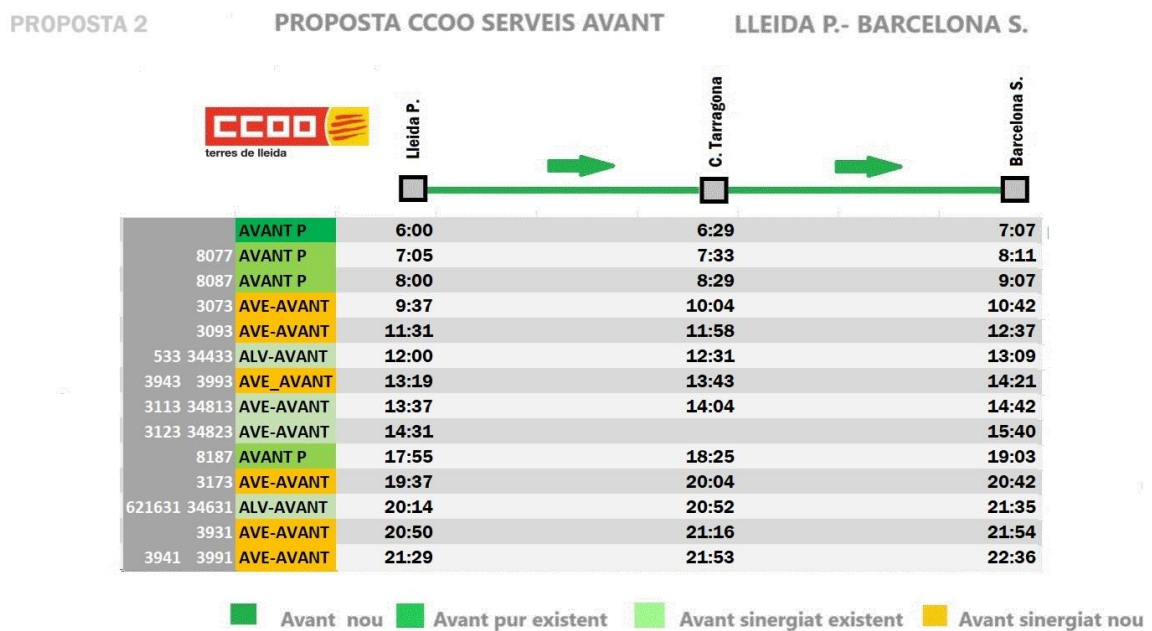 PROPOSTA 2 PROPOSTA CCOO SERVEIS AVANT LLEIDA P.- BARCELONA S.
CCOO
terres de lleida
Lleida P.
C. Tarragona
Barcelona S.
AVANT P 6:00 6:29 7:07
8077 AVANT P 7:05 7:33 8:11
8087 AVANT P 8:00 8:29 9:07
3073 AVE-AVANT 9:37 10:04 10:42
3093 AVE-AVANT 11:31 11:58 12:37
533 34433 ALV-AVANT 12:00 12:31 13:09
3943 3993 AVE_AVANT 13:19 13:43 14:21
3113 34813 AVE-AVANT 13:37 14:04 14:42
3123 34823 AVE-AVANT 14:31 15:40
8187 AVANT P 17:55 18:25 19:03
3173 AVE-AVANT 19:37 20:04 20:42
621631 34631 ALV-AVANT 20:14 20:52 21:35
3931 AVE-AVANT 20:50 21:16 21:54
3941 3991 AVE-AVANT 21:29 21:53 22:36
Avant nou Avant pur existent Avant sinergiat existent Avant sinergiat nou